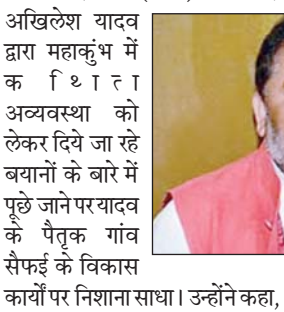 अखिलेश यादव
द्वारा महाकुंभ में
क थि त
अव्यवस्था को
लेकर दिये जा रहे
बयानों के बारे में
पूछे जाने पर यादव
के पैतृक गांव
सैफई के विकास
कार्यों पर निशाना साधा। उन्होंने कहा,